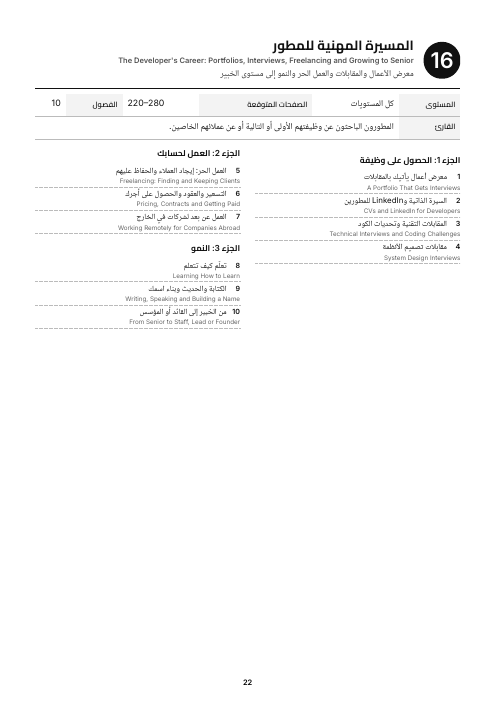 16
المسيرة المهنية للمطور
The Developer's Career: Portfolios, Interviews, Freelancing and Growing to Senior
معرض الأعمال والمقابلات والعمل الحر والنمو إلى مستوى الخبير
المستوى كل المستويات الصفحات المتوقعة 220–280 الفصول 10
القارئ المطورون الباحثون عن وظيفتهم الأولى أو التالية أو عن عملائهم الخاصين.
الجزء 1: الحصول على وظيفة
1 معرض أعمال يأتيك بالمقابلات
A Portfolio That Gets Interviews
2 السيرة الذاتية وLinkedIn للمطورين
CVs and LinkedIn for Developers
3 المقابلات التقنية وتحديات الكود
Technical Interviews and Coding Challenges
4 مقابلات تصميم الأنظمة
System Design Interviews
الجزء 2: العمل لحسابك
5 العمل الحر: إيجاد العملاء والحفاظ عليهم
Freelancing: Finding and Keeping Clients
6 التسعير والعقود والحصول على أجرك
Pricing, Contracts and Getting Paid
7 العمل عن بعد لشركات في الخارج
Working Remotely for Companies Abroad
الجزء 3: النمو
8 تعلّم كيف تتعلم
Learning How to Learn
9 الكتابة والحديث وبناء اسمك
Writing, Speaking and Building a Name
10 من الخبير إلى القائد أو المؤسس
From Senior to Staff, Lead or Founder
22